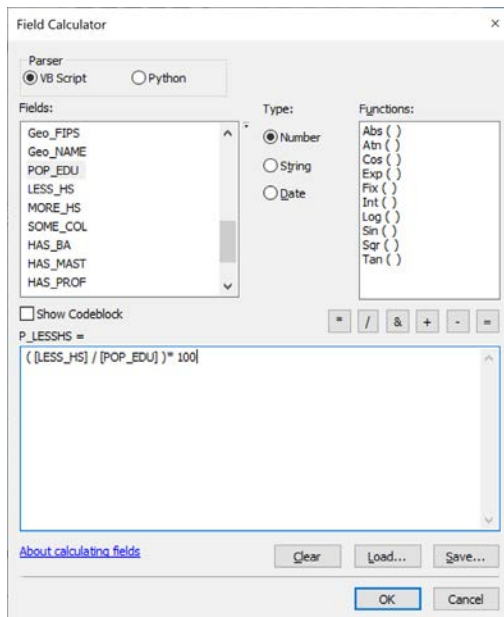 Field Calculator
Parser
VB Script Python
Fields: Type: Functions:
Geo_FIPS
Geo_NAME
POP_EDU
LESS_HS
MORE_HS
SOME_COL
HAS_BA
HAS_MAST
HAS_PROF
Number
String
Date
Abs ( )
Atn ( )
Cos ( )
Exp ( )
Fix ( )
Int ( )
Log ( )
Sin ( )
Sqr ( )
Tan ( )
Show Codeblock
* / & + - =
P_LESSHS =
( [LESS_HS] / [POP_EDU] )* 100
About calculating fields Clear Load... Save...
OK Cancel